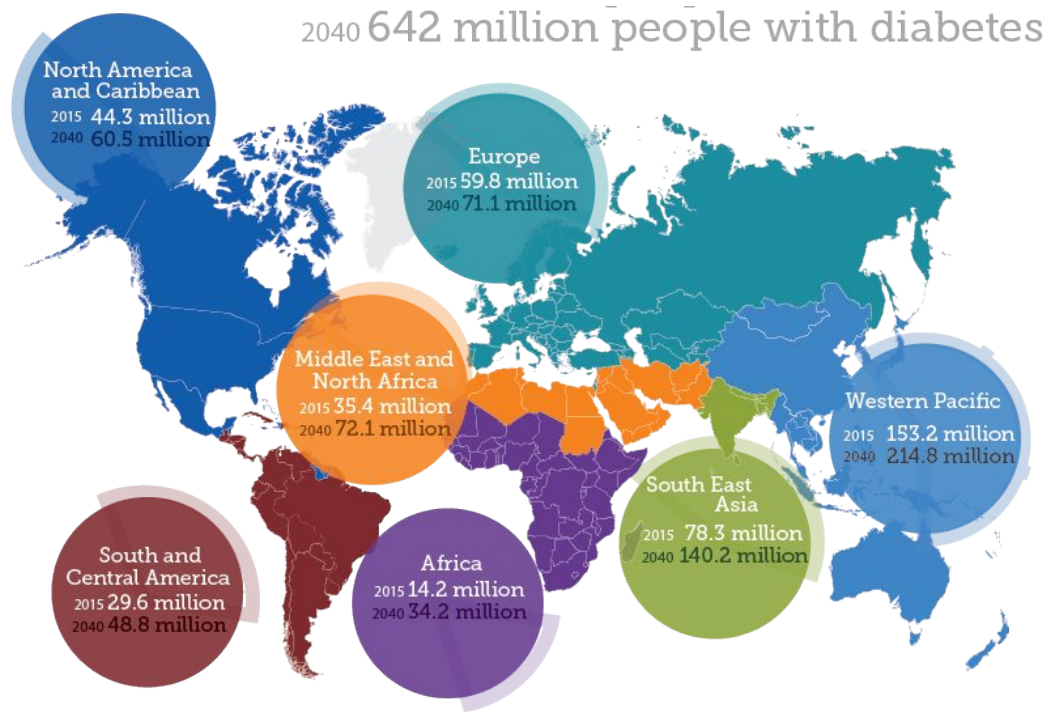 2040 642 million people with diabetes
North America
and Caribbean
2015 44.3 million
2040 60.5 million
Europe
2015 59.8 million
2040 71.1 million
Middle East and
North Africa
2015 35.4 million
2040 72.1 million
Western Pacific
2015 153.2 million
2040 214.8 million
South East
Asia
2015 78.3 million
2040 140.2 million
South and
Central America
2015 29.6 million
2040 48.8 million
Africa
2015 14.2 million
2040 34.2 million